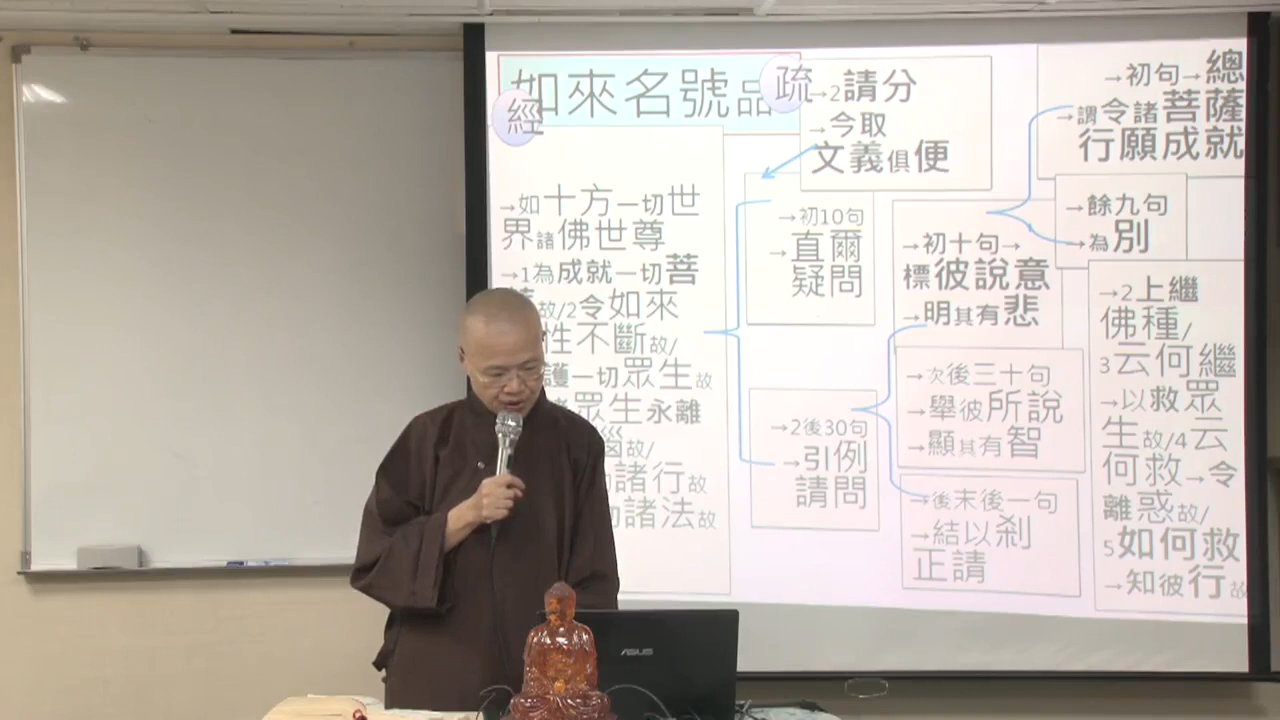 如來名號品
經
疏
→如十方一切世
界諸佛世尊
→1為成就一切菩
故/2令如來
性不斷故/
護一切眾生故
眾生永離
故/
諸行故
諸法故
→2請分
→今取
文義俱便
→初10句
→直爾
疑問
→2後30句
→引例
請問
→初十句→
標彼說意
→明其有悲
→次後三十句
→舉彼所說
→顯其有智
→後末後一句
→結以剎
正請
→初句→總
→謂令諸菩薩
行願成就
→餘九句
→為別
→2上繼
佛種/
3云何繼
→以救眾
生故/4云
何救→令
離惑故/
5如何救
→知彼行故
ASUS